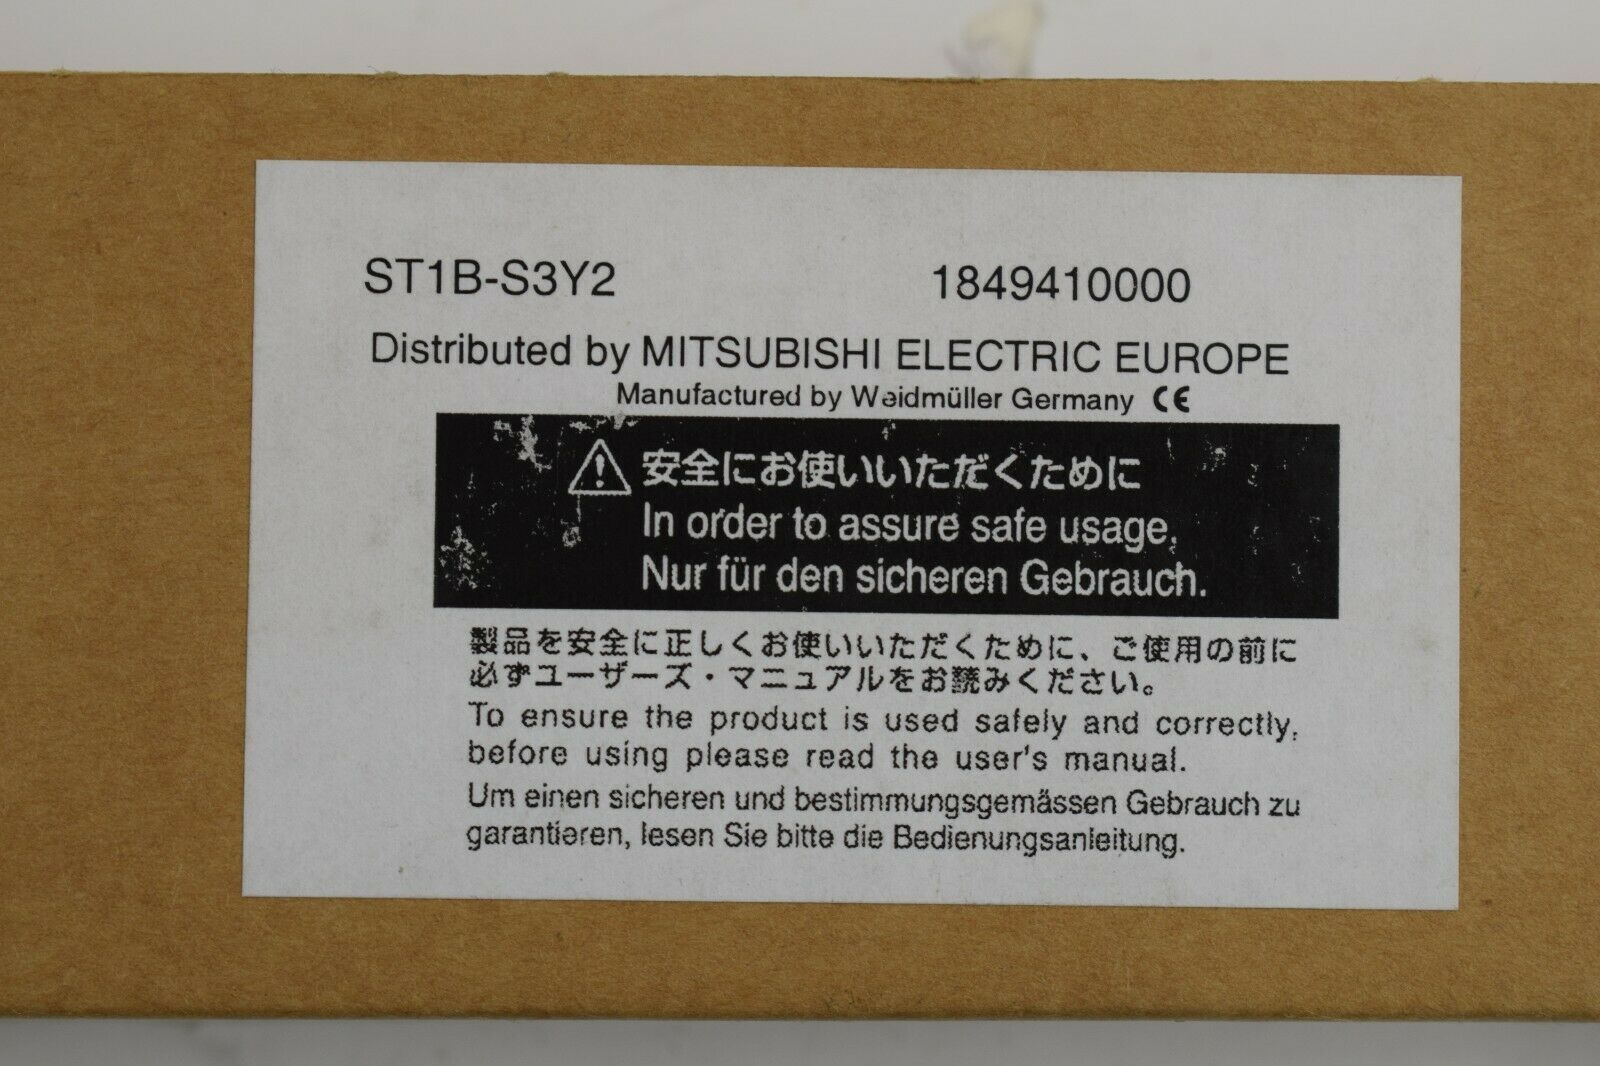 ST1B-S3Y2 1849410000
Distributed by MITSUBISHI ELECTRIC EUROPE
Manufactured by Weidmüller Germany CE
安全にお使いいただくために
In order to assure safe usage,
Nur für den sicheren Gebrauch.
製品を安全に正しくお使いいただくために、ご使用の前に
必ずユーザーズ・マニュアルをお読みください。
To ensure the product is used safely and correctly,
before using please read the user's manual.
Um einen sicheren und bestimmungsgemässen Gebrauch zu
garantieren, lesen Sie bitte die Bedienungsanleitung.